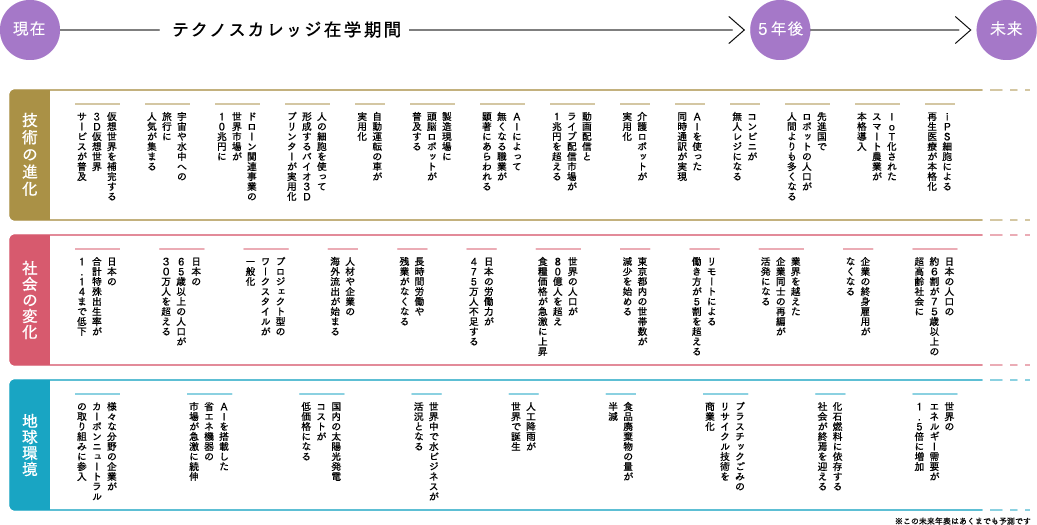 現在
テクノスカレッジ在学期間
5年後
未来
技術の進化
仮想世界を補完する
3D仮想世界
サービスが普及
宇宙や水中への
旅行に
人気が集まる
ドローン関連事業の
世界市場が
10兆円に
人の細胞を使って
形成するバイオ3D
プリンターが実用化
自動運転の車が
実用化
製造現場に
頭脳ロボットが
普及する
AIによって
無くなる職業が
顕著にあらわれる
動画配信と
ライブ配信市場が
1兆円を超える
介護ロボットが
実用化
AIを使った
同時通訳が実現
コンビニが
無人レジになる
先進国で
ロボットの人口が
人間よりも多くなる
IoT化された
スマート農業が
本格導入
iPS細胞による
再生医療が本格化
社会の変化
日本の
合計特殊出生率が
1.14まで低下
日本の
65歳以上の人口が
30万人を超える
プロジェクト型の
ワークスタイルが
一般化
人材や企業の
海外流出が始まる
長時間労働や
残業がなくなる
日本の労働力が
475万人不足する
世界の人口が
80億人を超え
食糧価格が急激に上昇
東京都内の世帯数が
減少を始める
リモートによる
働き方が5割を超える
業界を越えた
企業同士の再編が
活発になる
企業の終身雇用が
なくなる
日本の人口の
約6割が75歳以上の
超高齢社会に
地球環境
様々な分野の企業が
カーボンニュートラル
の取り組みに参入
AIを搭載した
省エネ機器の
市場が急激に続伸
国内の太陽光発電
コストが
低価格になる
世界中で水ビジネスが
活況となる
人工降雨が
世界で誕生
食品廃棄物の量が
半減
プラスチックごみの
リサイクル技術を
商業化
化石燃料に依存する
社会が終焉を迎える
世界の
エネルギー需要が
1.5倍に増加
※この未来年表はあくまでも予測です